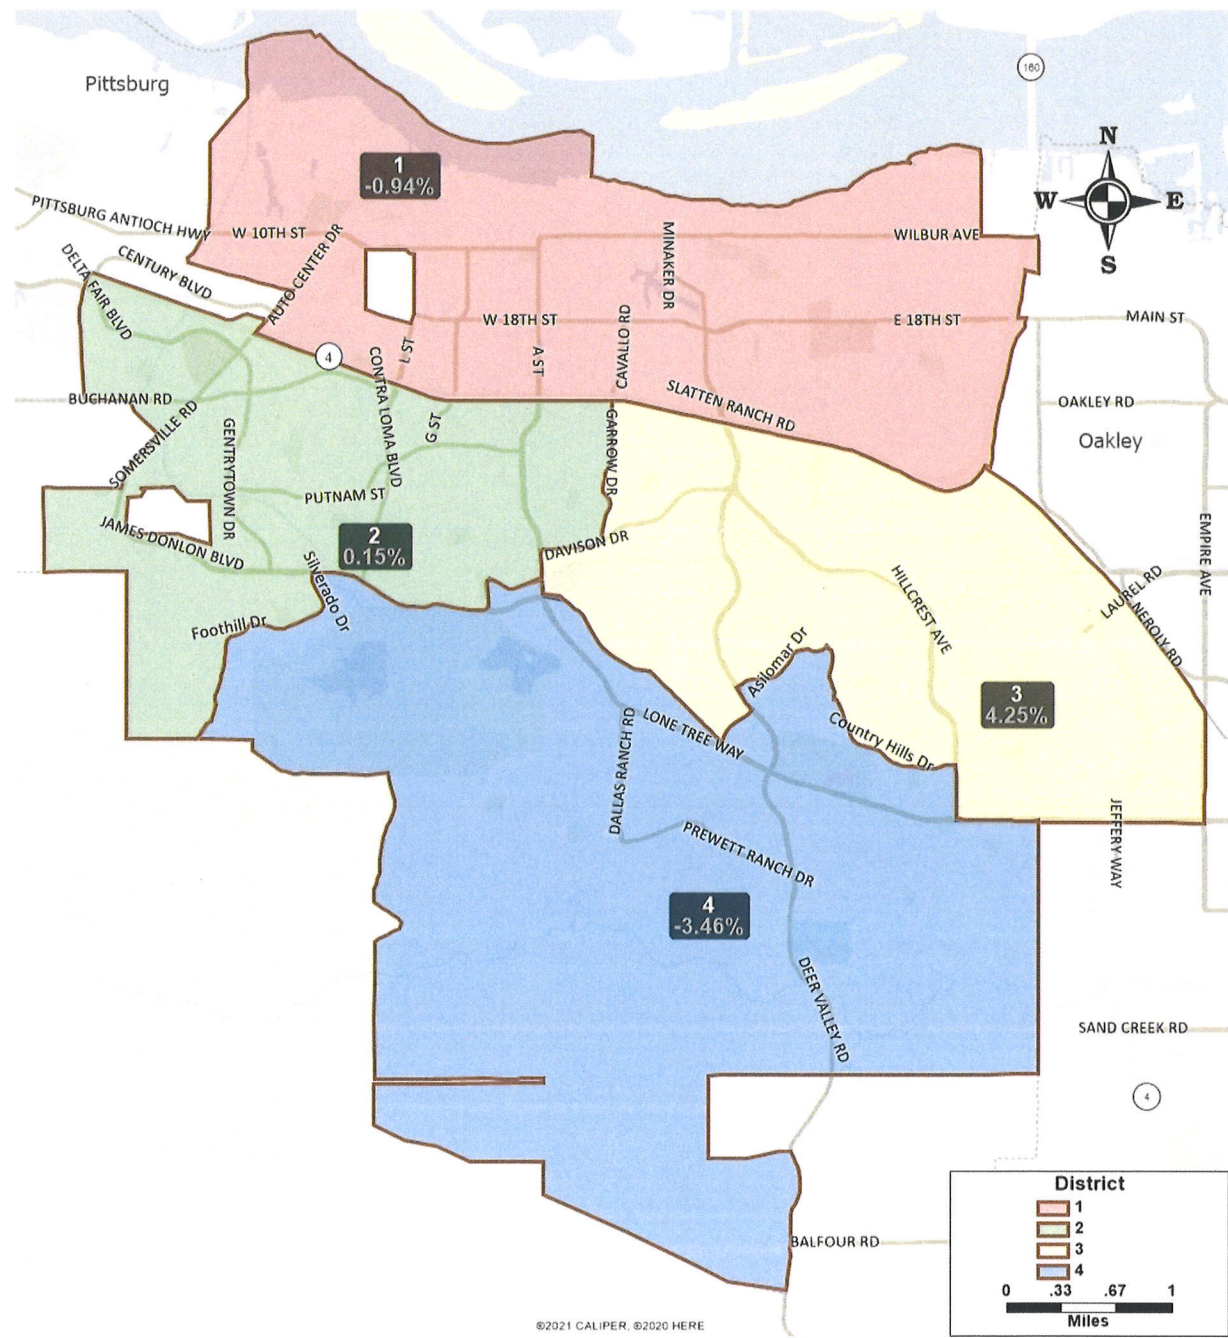 Pittsburg
160
N
W E
S
1
-0.94%
PITTSBURG ANTIOCH HWY
W 10TH ST
WILBUR AVE
MINAKER DR
CENTURY BLVD
DELTA FAIR BLVD
AUTO CENTER DR
W 18TH ST
E 18TH ST
MAIN ST
CAVALLO RD
L ST
A ST
4
CONTRA LOMA BLVD
BUCHANAN RD
SLATTEN RANCH RD
OAKLEY RD
Oakley
G ST
GARROW DR
SOMERSVILLE RD
GENTRYTOWN DR
PUTNAM ST
JAMES DONLON BLVD
2
0.15%
DAVISON DR
EMPIRE AVE
Silverado Dr
HILLCREST AVE
LAUREL RD
NEROLY RD
Foothill Dr
Asilomar Dr
3
4.25%
LONE TREE WAY
Country Hills Dr
DALLAS RANCH RD
PREWETT RANCH DR
JEFFERY WAY
4
-3.46%
DEER VALLEY RD
SAND CREEK RD
4
BALFOUR RD
District
1
2
3
4
0 .33 .67 1
Miles
©2021 CALIPER, ©2020 HERE